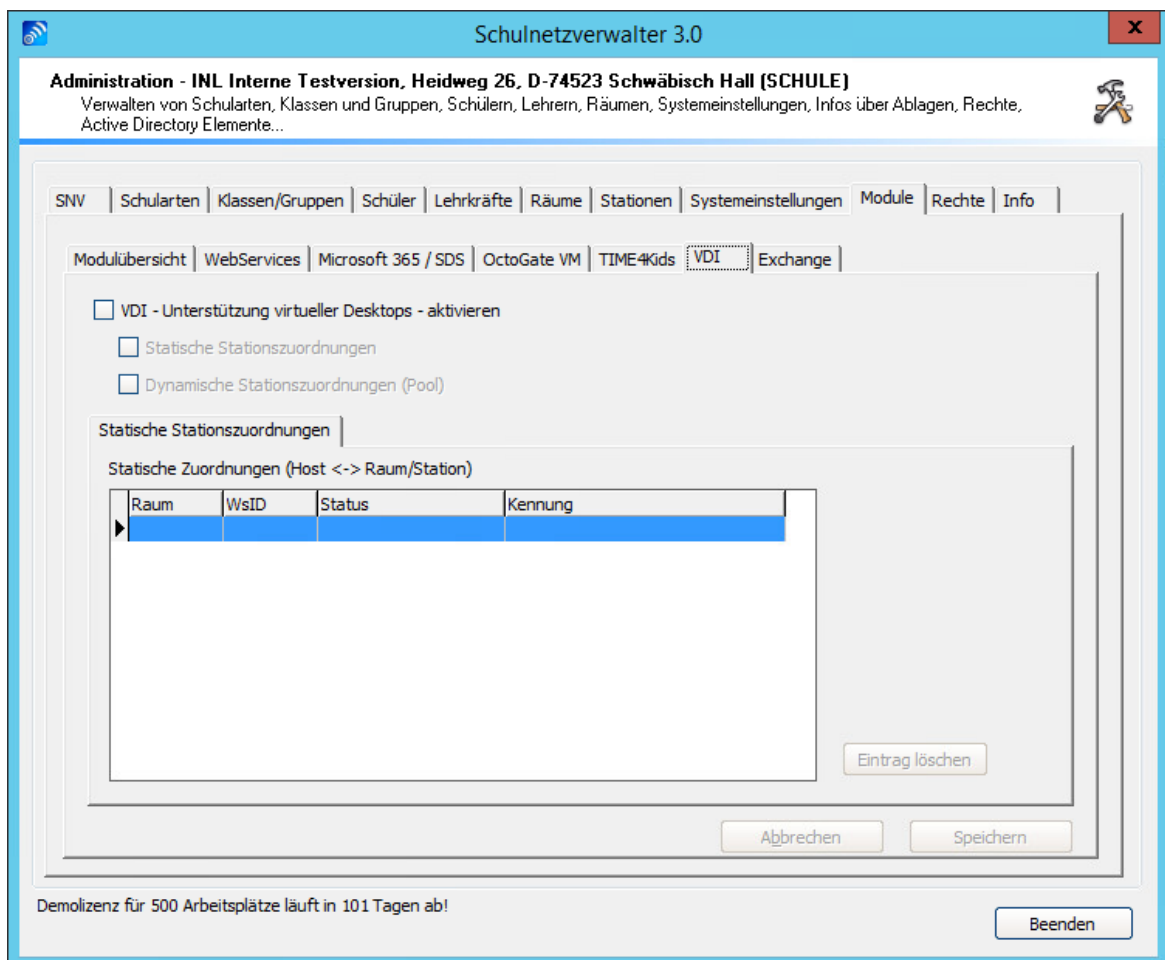 Schulnetzverwalter 3.0
x
Administration - INL Interne Testversion, Heidweg 26, D-74523 Schwäbisch Hall (SCHULE)
Verwalten von Schularten, Klassen und Gruppen, Schülern, Lehrern, Räumen, Systemeinstellungen, Infos über Ablagen, Rechte,
Active Directory Elemente...
SNV Schularten Klassen/Gruppen Schüler Lehrkräfte Räume Stationen Systemeinstellungen Module Rechte Info
Modulübersicht WebServices Microsoft 365 / SDS OctoGate VM TIME4Kids VDI Exchange
VDI - Unterstützung virtueller Desktops - aktivieren
Statische Stationszuordnungen
Dynamische Stationszuordnungen (Pool)
Statische Stationszuordnungen
Statische Zuordnungen (Host <-> Raum/Station)
Raum WsID Status Kennung
Eintrag löschen
Abbrechen Speichern
Demolizenz für 500 Arbeitsplätze läuft in 101 Tagen ab!
Beenden